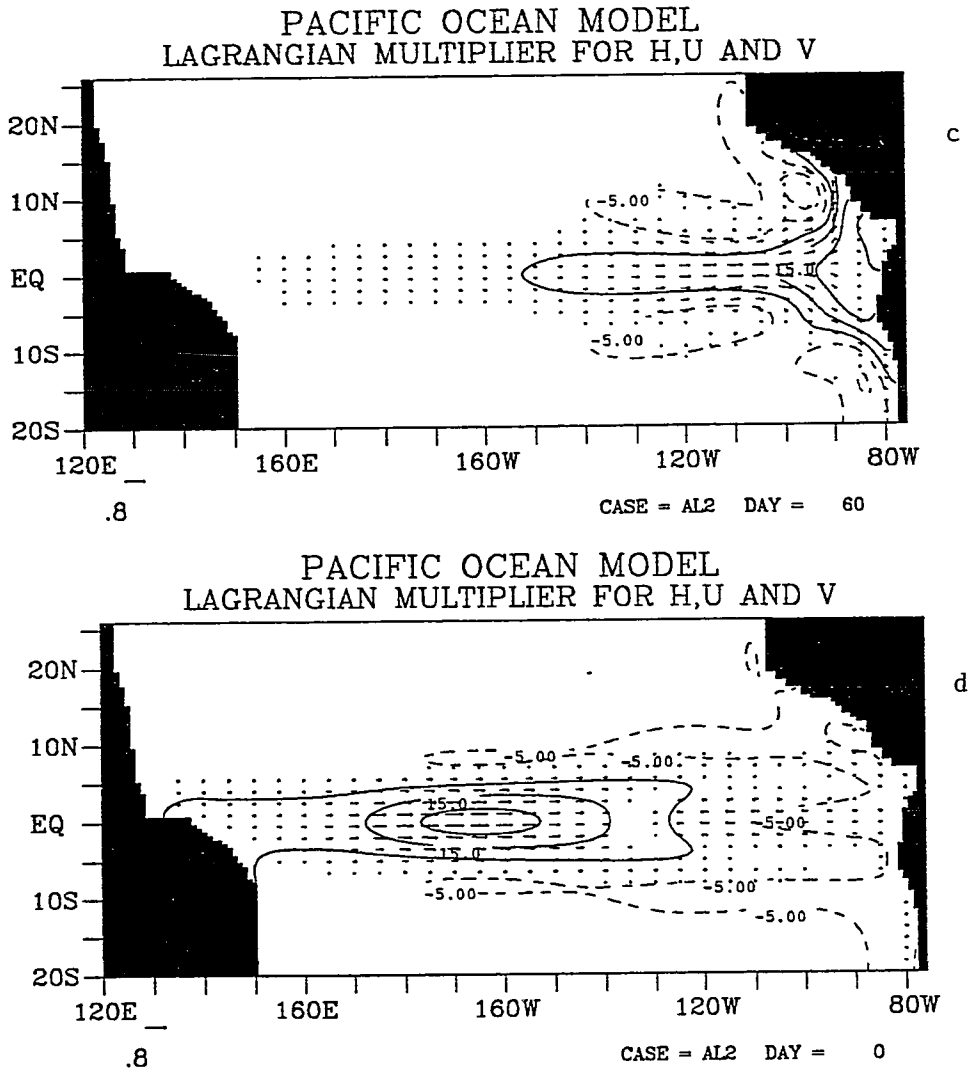 PACIFIC OCEAN MODEL
LAGRANGIAN MULTIPLIER FOR H,U AND V
c
20N
10N
-5.00
EQ
15.0
-5.00
10S
20S
120E 160E 160W 120W 80W
.8
CASE = AL2 DAY = 60
PACIFIC OCEAN MODEL
LAGRANGIAN MULTIPLIER FOR H,U AND V
d
20N
10N
-5.00
-5.00
15.0
EQ
-5.00
15.0
-5.00
-5.00
10S
-5.00
20S
120E 160E 160W 120W 80W
.8
CASE = AL2 DAY = 0